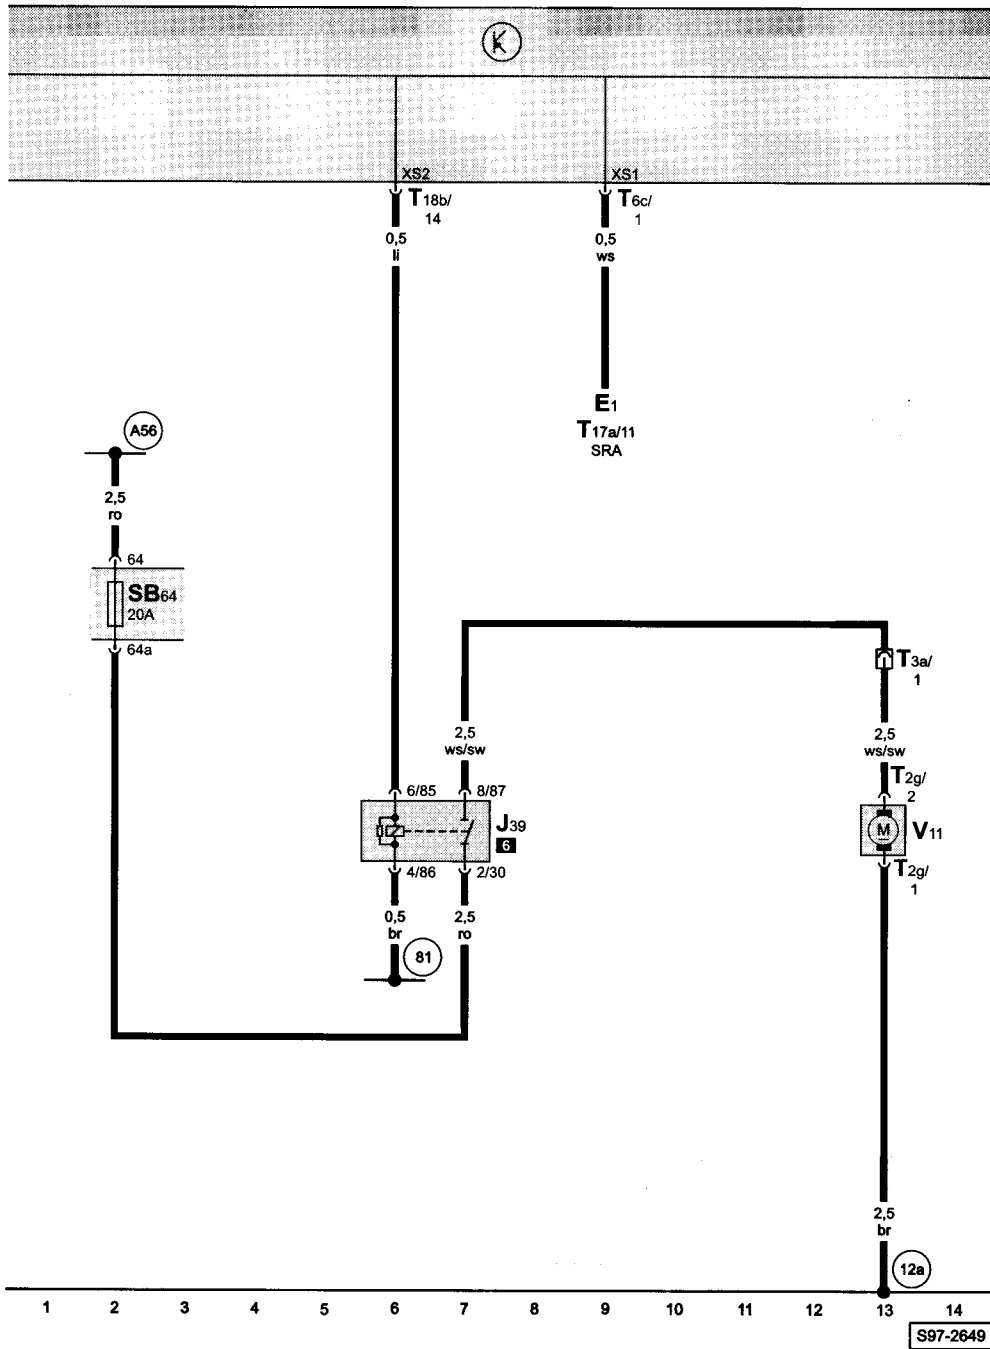 XS2
XS1
T18b/
14
T6c/
1
0,5
li
0,5
ws
E1
T17a/11
SRA
A56
2,5
ro
64
SB64
20A
64a
T3a/
1
2,5
ws/sw
2,5
ws/sw
T2g/
2
6/85
8/87
J39
6
M
V11
4/86
2/30
T2g/
1
0,5
br
2,5
ro
81
2,5
br
12a
1 2 3 4 5 6 7 8 9 10 11 12 13 14
S97-2649